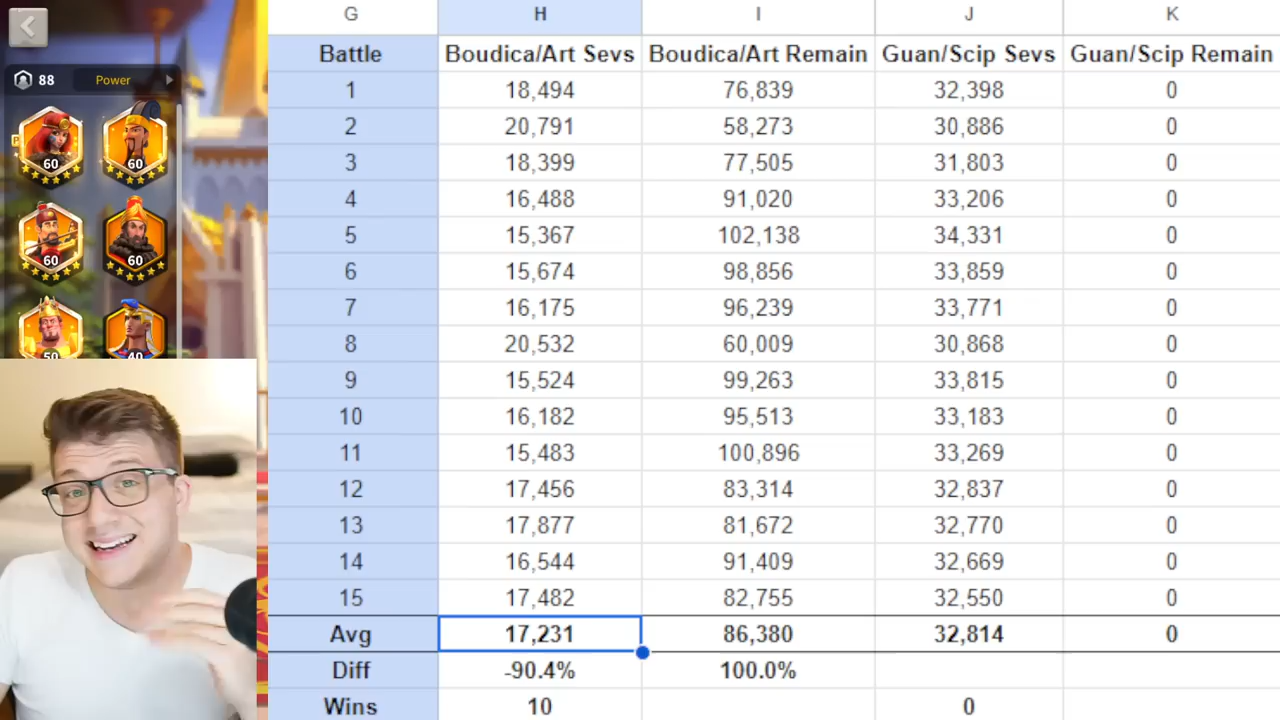 G H I J K
Battle Boudica/Art Sevs Boudica/Art Remain Guan/Scip Sevs Guan/Scip Remain
88 Power
1 18,494 76,839 32,398 0
2 20,791 58,273 30,886 0
60 60
3 18,399 77,505 31,803 0
4 16,488 91,020 33,206 0
5 15,367 102,138 34,331 0
60 60
6 15,674 98,856 33,859 0
7 16,175 96,239 33,771 0
8 20,532 60,009 30,868 0
50 40
9 15,524 99,263 33,815 0
10 16,182 95,513 33,183 0
11 15,483 100,896 33,269 0
12 17,456 83,314 32,837 0
13 17,877 81,672 32,770 0
14 16,544 91,409 32,669 0
15 17,482 82,755 32,550 0
Avg 17,231 86,380 32,814 0
Diff -90.4% 100.0%
Wins 10 0